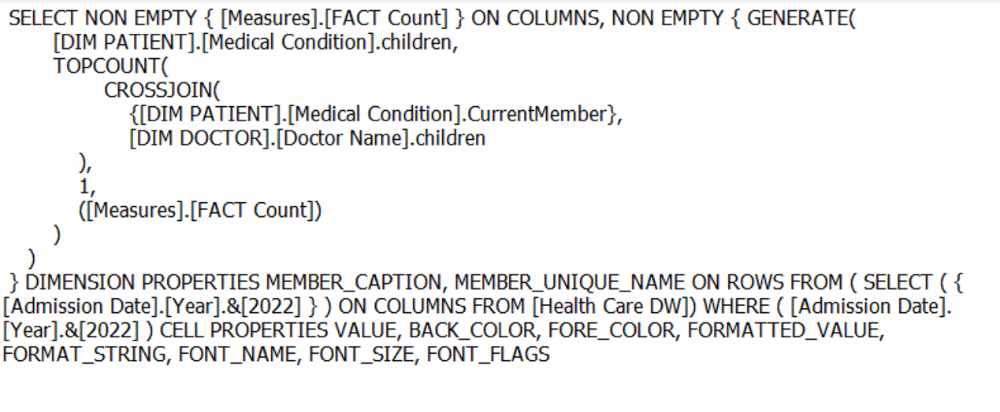 SELECT NON EMPTY { [Measures].[FACT Count] } ON COLUMNS, NON EMPTY { GENERATE(
[DIM PATIENT].[Medical Condition].children,
TOPCOUNT(
CROSSJOIN(
{[DIM PATIENT].[Medical Condition].CurrentMember},
[DIM DOCTOR].[Doctor Name].children
),
1,
([Measures].[FACT Count])
)
)
} DIMENSION PROPERTIES MEMBER_CAPTION, MEMBER_UNIQUE_NAME ON ROWS FROM ( SELECT ( {
[Admission Date].[Year].&[2022] } ) ON COLUMNS FROM [Health Care DW]) WHERE ( [Admission Date].
[Year].&[2022] ) CELL PROPERTIES VALUE, BACK_COLOR, FORE_COLOR, FORMATTED_VALUE,
FORMAT_STRING, FONT_NAME, FONT_SIZE, FONT_FLAGS